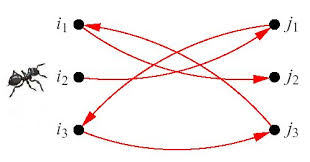 i₁ j₁
i₂ j₂
i₃ j₃